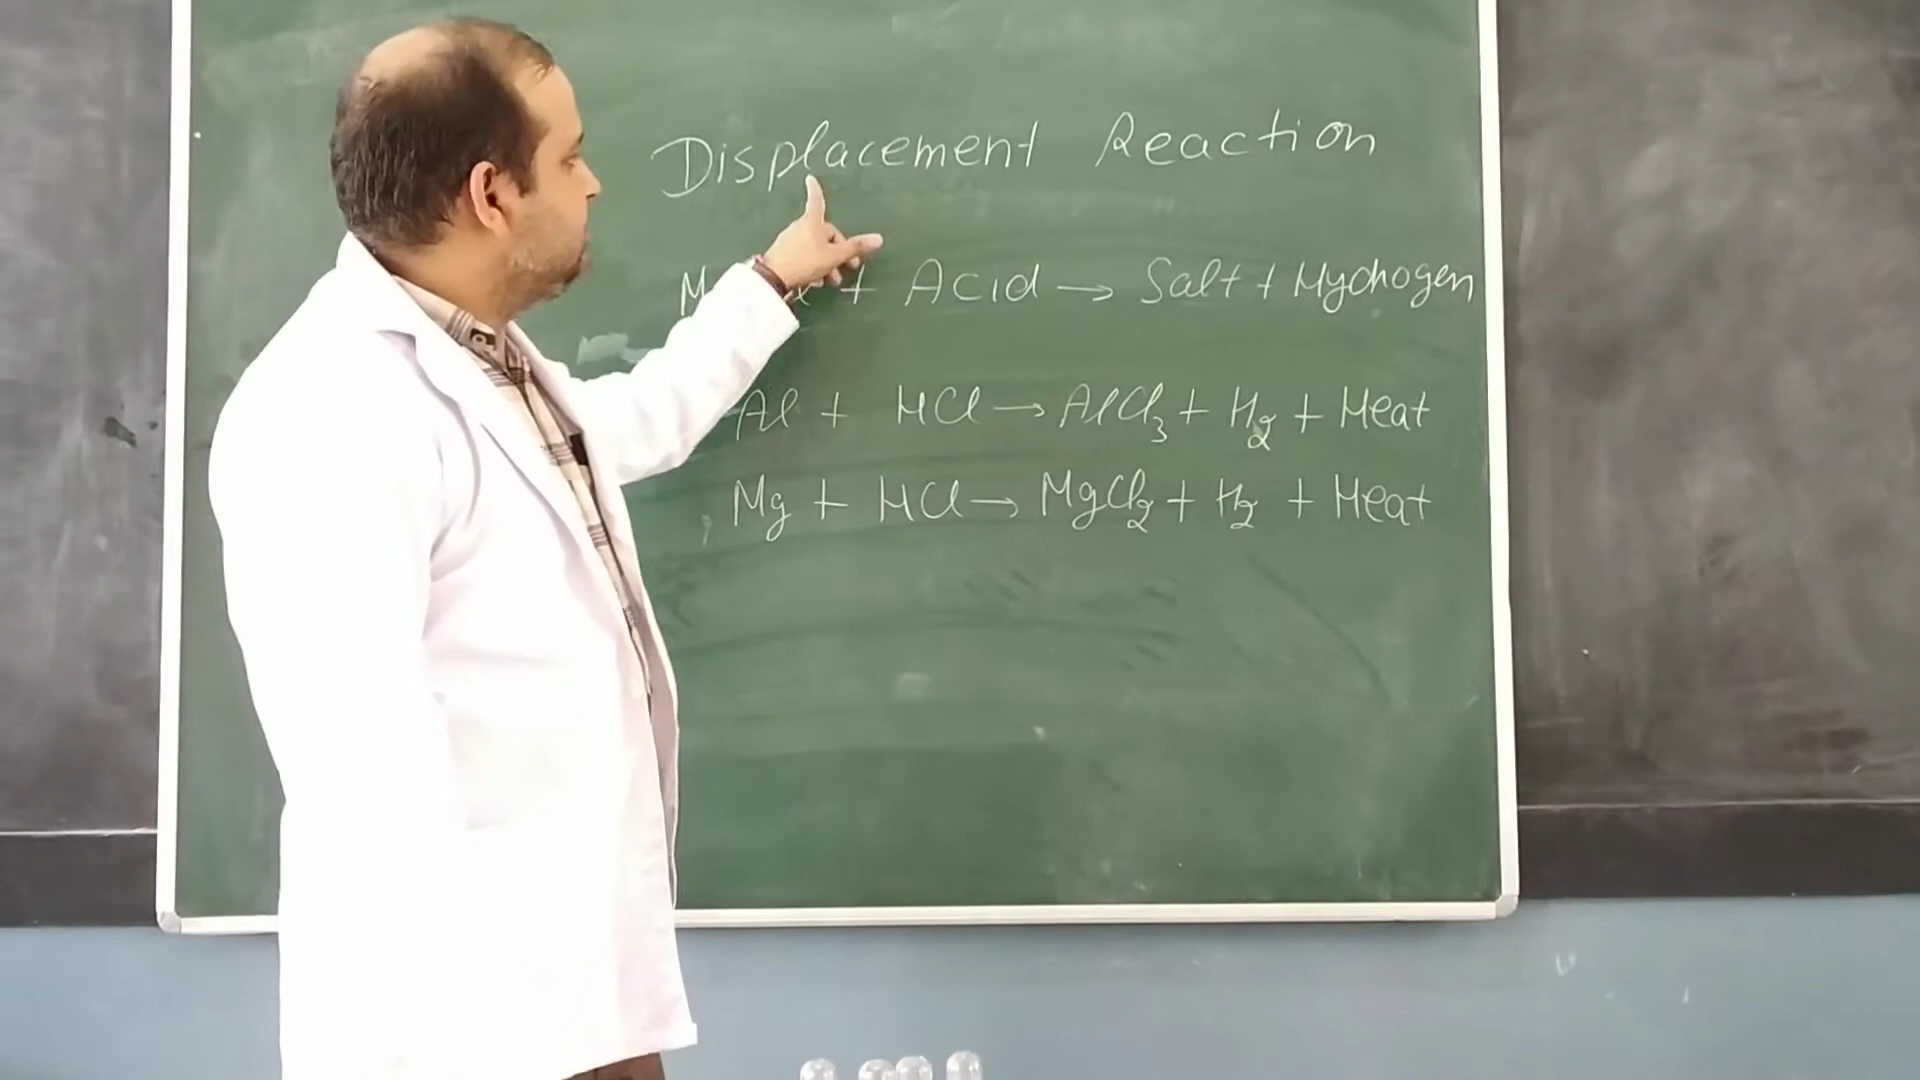 Displacement Reaction
+ Acid → Salt + Hydrogen
Al + HCl → AlCl₃ + H₂ + Heat
Mg + HCl → MgCl₂ + H₂ + Heat